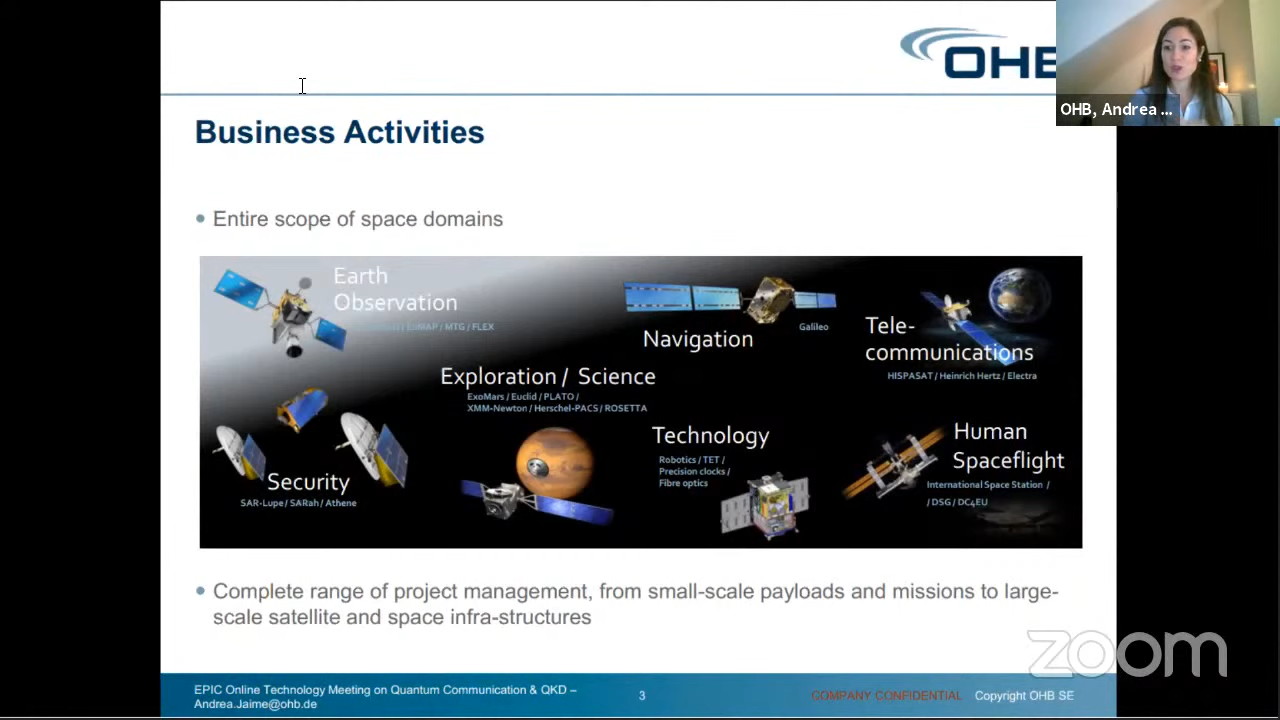 OHB
OHB, Andrea ...
Business Activities
Entire scope of space domains
Earth
Observation
/ EnMAP / MTG / FLEX
Navigation
Galileo
Tele-
communications
HISPASAT / Heinrich Hertz / Electra
Exploration / Science
ExoMars / Euclid / PLATO /
XMM-Newton / Herschel-PACS / ROSETTA
Technology
Robotics / TET /
Precision clocks /
Fibre optics
Human
Spaceflight
International Space Station /
/ DSG / DC4EU
Security
SAR-Lupe / SARah / Athene
Complete range of project management, from small-scale payloads and missions to large-
scale satellite and space infra-structures
zoom
EPIC Online Technology Meeting on Quantum Communication & QKD –
Andrea.Jaime@ohb.de
3
COMPANY CONFIDENTIAL
Copyright OHB SE